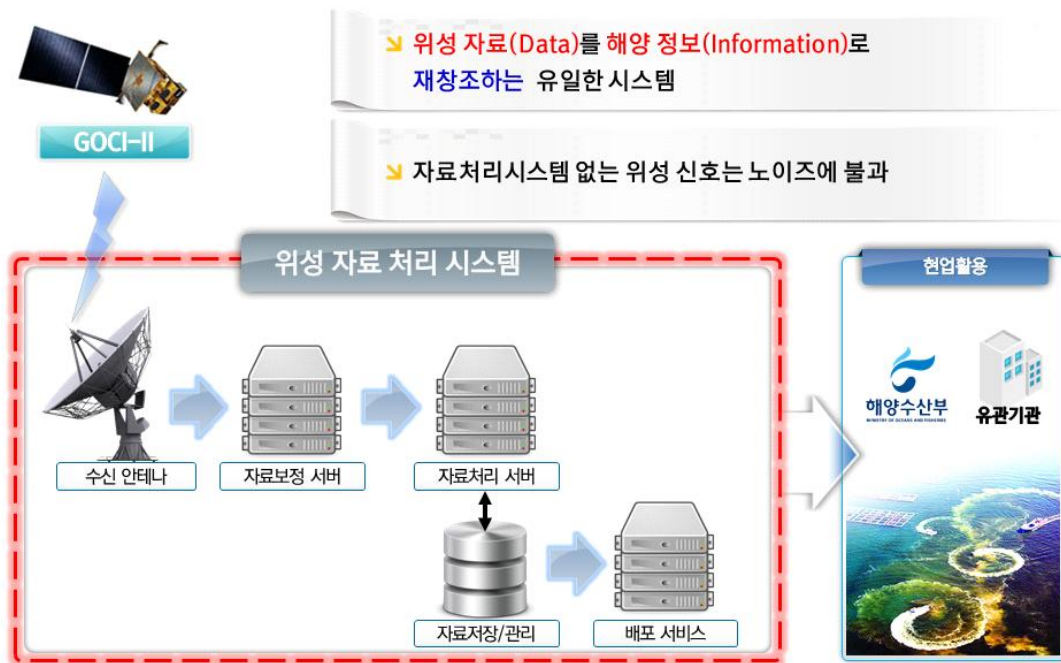 위성 자료(Data)를 해양 정보(Information)로
재창조하는 유일한 시스템
GOCI-II
자료처리시스템 없는 위성 신호는 노이즈에 불과
위성 자료 처리 시스템
현업활용
해양수산부
MINISTRY OF OCEANS AND FISHERIES
유관기관
수신 안테나
자료보정 서버
자료처리 서버
자료저장/관리
배포 서비스